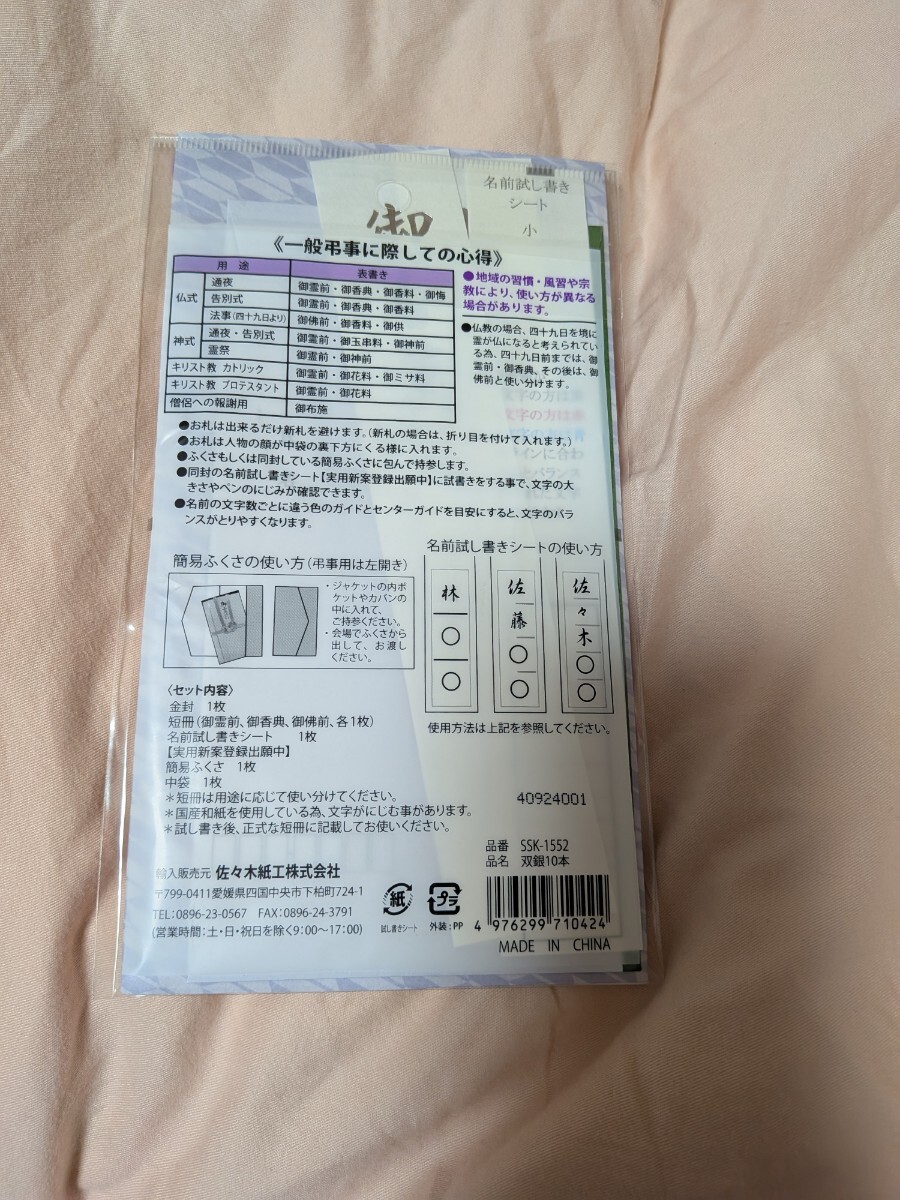 名前試し書き
シート
小
御
《一般弔事に際しての心得》
用途 表書き
仏式 通夜 御霊前・御香典・御香料・御悔
告別式 御霊前・御香典・御香料
法事(四十九日より) 御佛前・御香料・御供
神式 通夜・告別式 御霊前・御玉串料・御神前
霊祭 御霊前・御神前
キリスト教 カトリック 御霊前・御花料・御ミサ料
キリスト教 プロテスタント 御霊前・御花料
僧侶への報謝用 御布施
●地域の習慣・風習や宗
教により、使い方が異なる
場合があります。
●仏教の場合、四十九日を境に
霊が仏になると考えられてい
る為、四十九日前までは、御
霊前・御香典、その後は、御
佛前と使い分けます。
●お札は出来るだけ新札を避けます。(新札の場合は、折り目を付けて入れます。)
●お札は人物の顔が中袋の裏下方にくる様に入れます。
●ふくさもしくは同封している簡易ふくさに包んで持参します。
●同封の名前試し書きシート【実用新案登録出願中】に試書きをする事で、文字の大
きさやペンのにじみが確認できます。
●名前の文字数ごとに違う色のガイドとセンターガイドを目安にすると、文字のバラ
ンスがとりやすくなります。
簡易ふくさの使い方(弔事用は左開き)
・ジャケットの内ポ
ケットやカバンの
中に入れて、
ご持参ください。
・会場でふくさから
出して、お渡し
ください。
名前試し書きシートの使い方
林○○
佐藤○○
佐々木○○
使用方法は上記を参照してください。
〈セット内容〉
金封 1枚
短冊(御霊前、御香典、御佛前、各1枚)
名前試し書きシート 1枚
【実用新案登録出願中】
簡易ふくさ 1枚
中袋 1枚
＊短冊は用途に応じて使い分けてください。
＊国産和紙を使用している為、文字がにじむ事があります。
＊試し書き後、正式な短冊に記載してお使いください。
40924001
品番 SSK-1552
品名 双銀10本
輸入販売元 佐々木紙工株式会社
〒799-0411愛媛県四国中央市下柏町724-1
TEL:0896-23-0567 FAX:0896-24-3791
(営業時間:土・日・祝日を除く9:00～17:00)
紙
試し書きシート
プラ
外装:PP
4 976299 710424
MADE IN CHINA